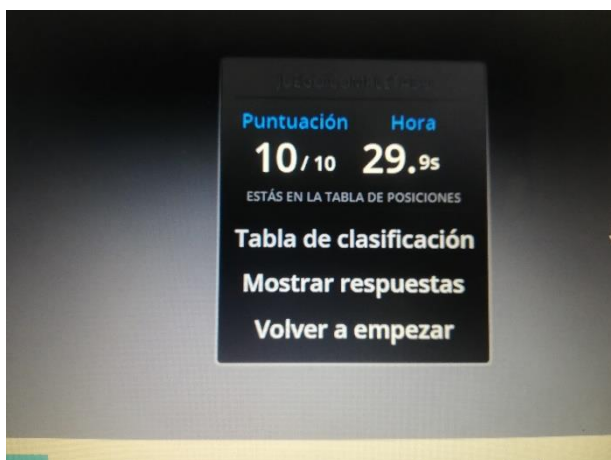 Puntuación Hora
10/ 10 29.9s
ESTÁS EN LA TABLA DE POSICIONES
Tabla de clasificación
Mostrar respuestas
Volver a empezar